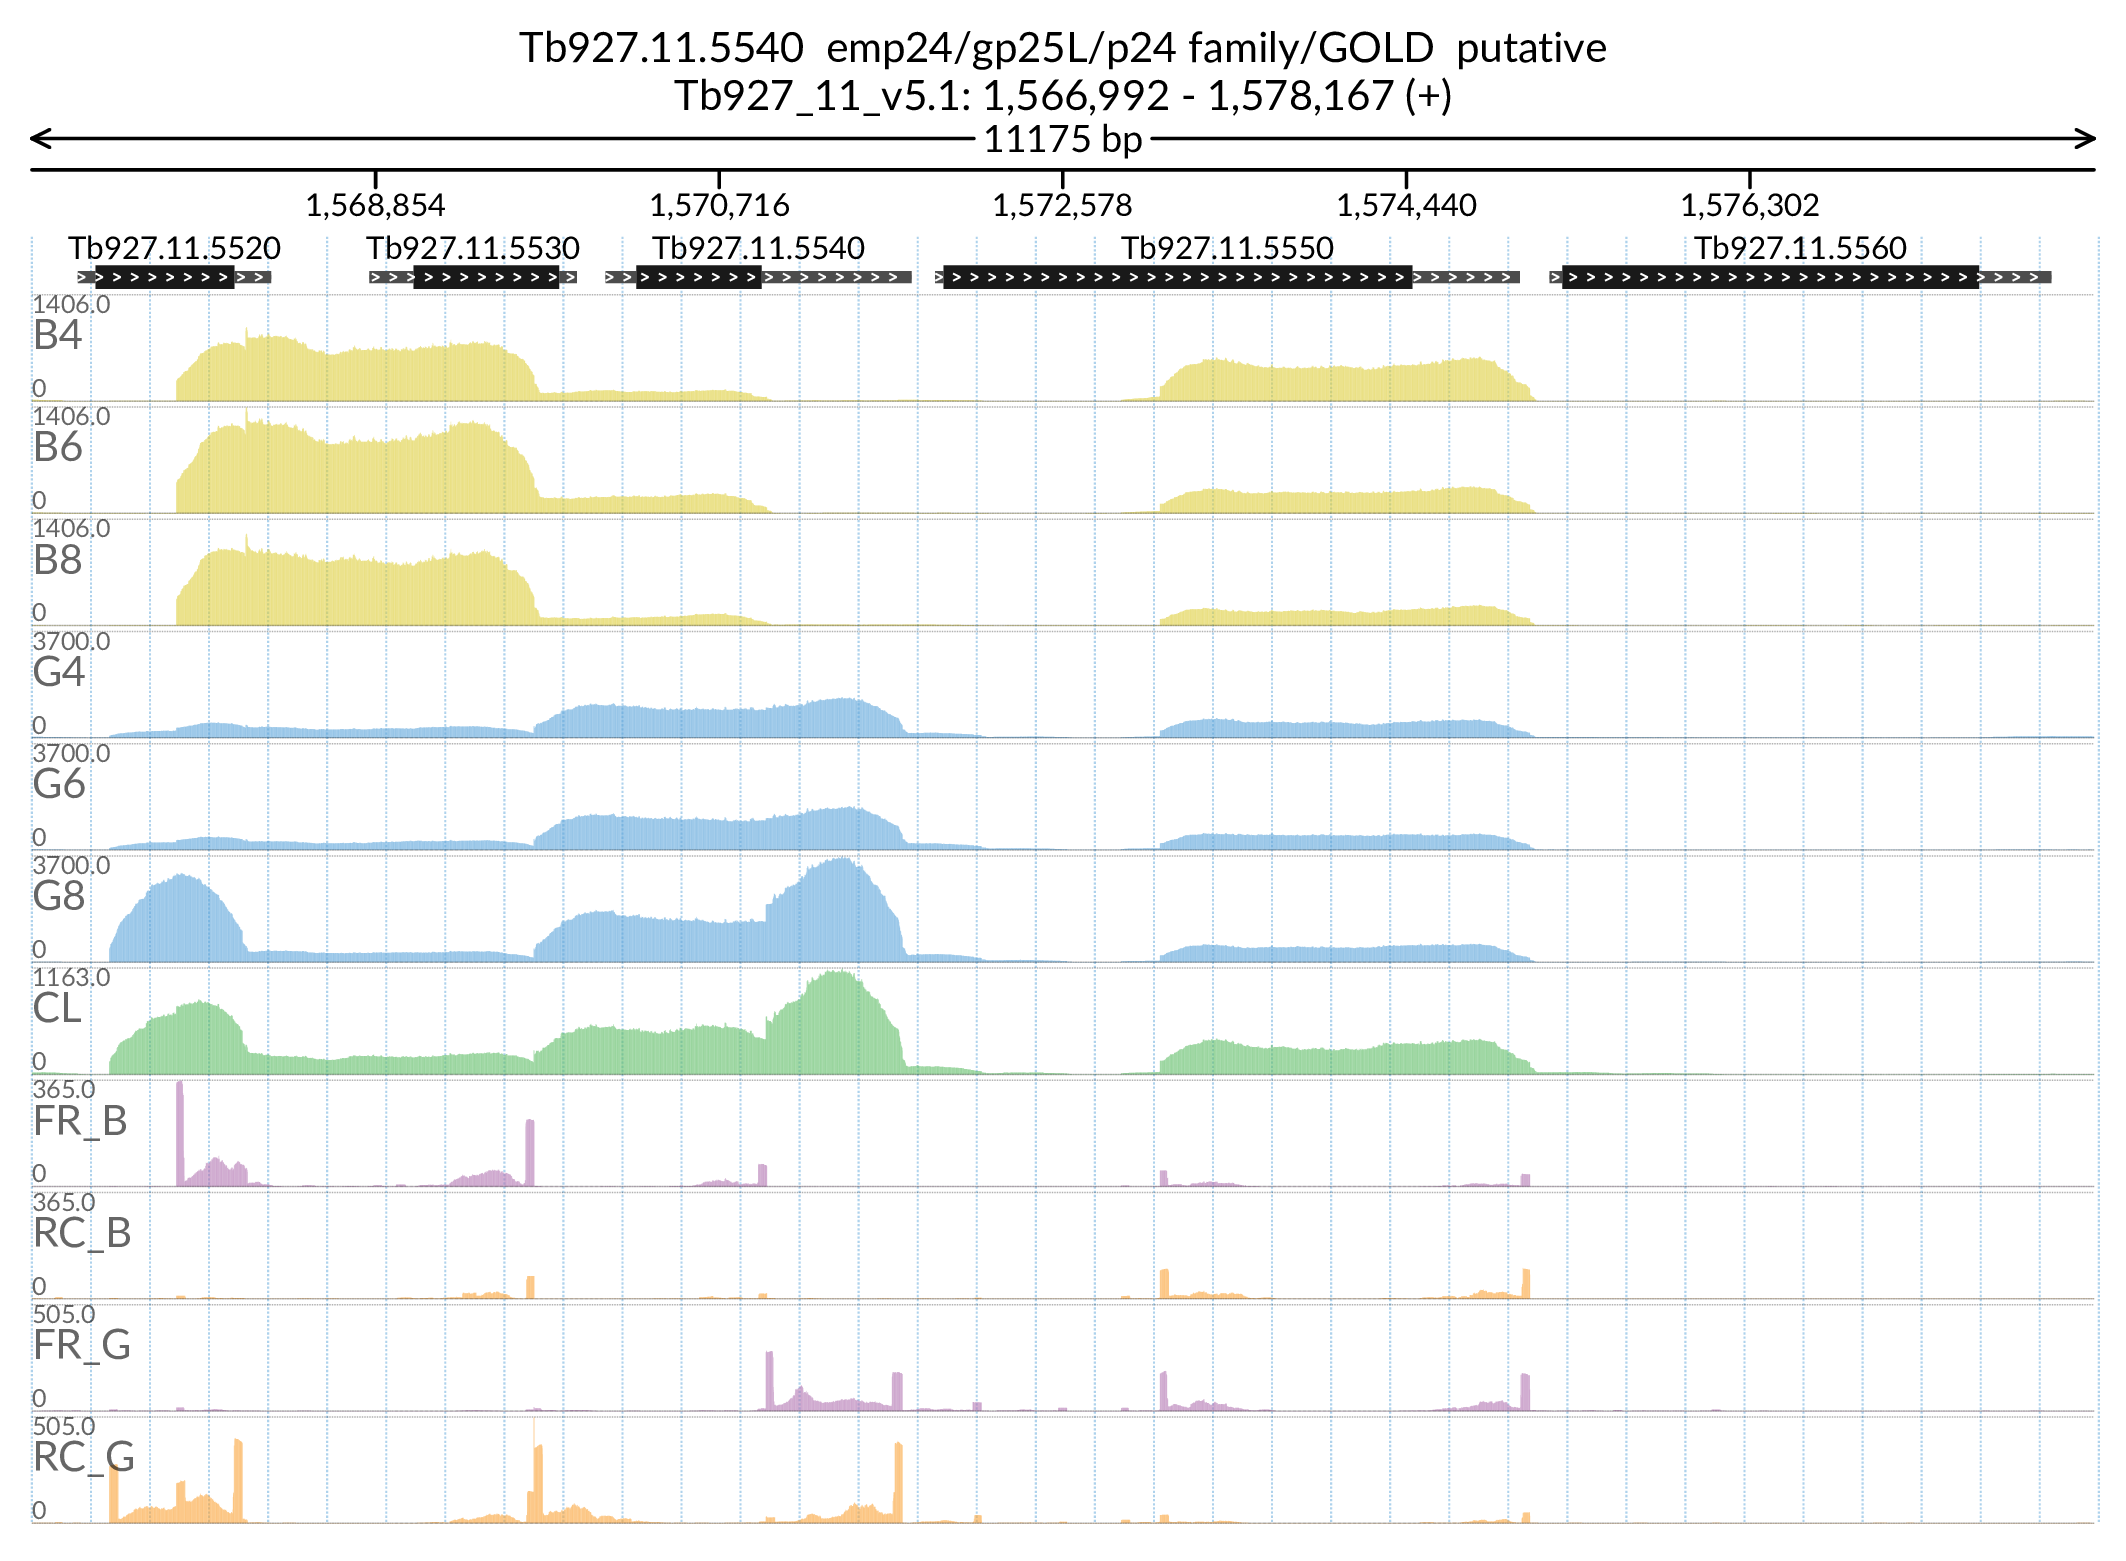 Tb927.11.5540  emp24/gp25L/p24 family/GOLD  putative
Tb927_11_v5.1: 1,566,992 - 1,578,167 (+)
11175 bp
1,568,854 1,570,716 1,572,578 1,574,440 1,576,302
Tb927.11.5520 Tb927.11.5530 Tb927.11.5540 Tb927.11.5550 Tb927.11.5560
1406.0
B4
0
1406.0
B6
0
1406.0
B8
0
3700.0
G4
0
3700.0
G6
0
3700.0
G8
0
1163.0
CL
0
365.0
FR_B
0
365.0
RC_B
0
505.0
FR_G
0
505.0
RC_G
0